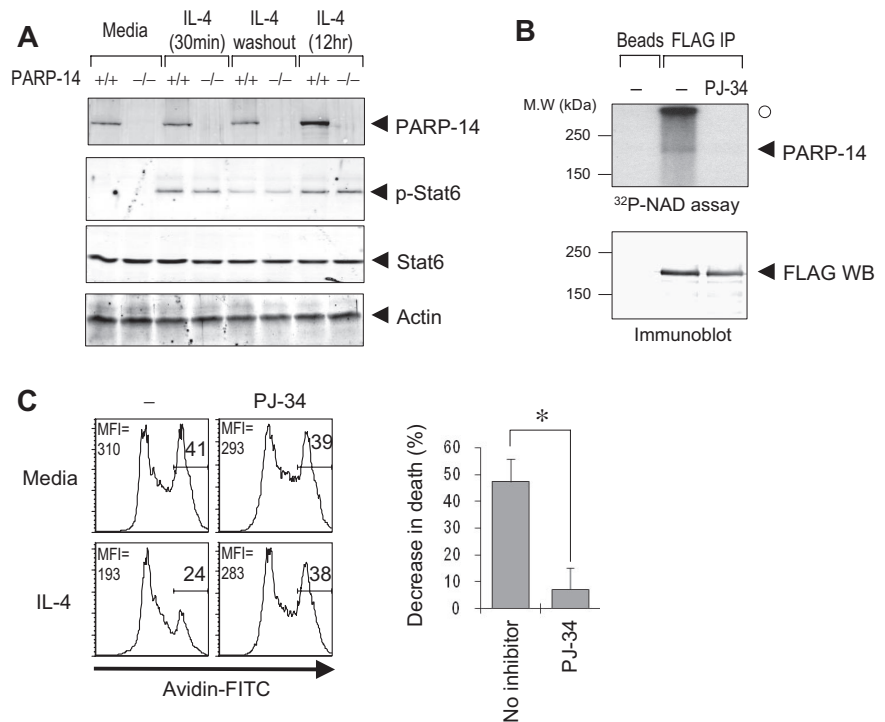 A
Media
IL-4
(30min)
IL-4
washout
IL-4
(12hr)
PARP-14
+/+ −/− +/+ −/− +/+ −/− +/+ −/−
PARP-14
p-Stat6
Stat6
Actin
B
Beads FLAG IP
− − PJ-34
M.W (kDa)
250
150
PARP-14
32P-NAD assay
250
150
FLAG WB
Immunoblot
C
− PJ-34
Media
MFI=
310
41
MFI=
293
39
IL-4
MFI=
193
24
MFI=
283
38
Avidin-FITC
Decrease in death (%)
60
50
40
30
20
10
0
*
No inhibitor
PJ-34